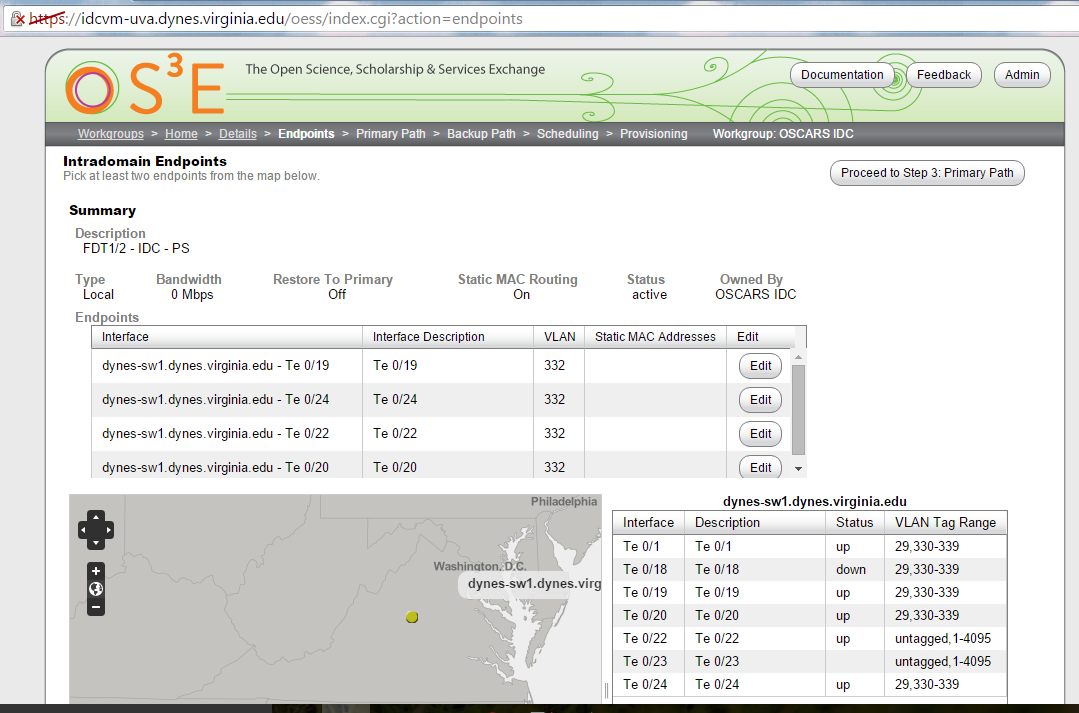 https://idcvm-uva.dynes.virginia.edu/oess/index.cgi?action=endpoints
OS3E The Open Science, Scholarship & Services Exchange Documentation Feedback Admin
Workgroups > Home > Details > Endpoints > Primary Path > Backup Path > Scheduling > Provisioning Workgroup: OSCARS IDC
Intradomain Endpoints
Pick at least two endpoints from the map below.
Proceed to Step 3: Primary Path
Summary
Description
FDT1/2 - IDC - PS
Type Bandwidth Restore To Primary Static MAC Routing Status Owned By
Local 0 Mbps Off On active OSCARS IDC
Endpoints
Interface Interface Description VLAN Static MAC Addresses Edit
dynes-sw1.dynes.virginia.edu - Te 0/19 Te 0/19 332 Edit
dynes-sw1.dynes.virginia.edu - Te 0/24 Te 0/24 332 Edit
dynes-sw1.dynes.virginia.edu - Te 0/22 Te 0/22 332 Edit
dynes-sw1.dynes.virginia.edu - Te 0/20 Te 0/20 332 Edit
Philadelphia
Washington, D.C.
dynes-sw1.dynes.virg
dynes-sw1.dynes.virginia.edu
Interface Description Status VLAN Tag Range
Te 0/1 Te 0/1 up 29,330-339
Te 0/18 Te 0/18 down 29,330-339
Te 0/19 Te 0/19 up 29,330-339
Te 0/20 Te 0/20 up 29,330-339
Te 0/22 Te 0/22 up untagged,1-4095
Te 0/23 Te 0/23 untagged,1-4095
Te 0/24 Te 0/24 up 29,330-339